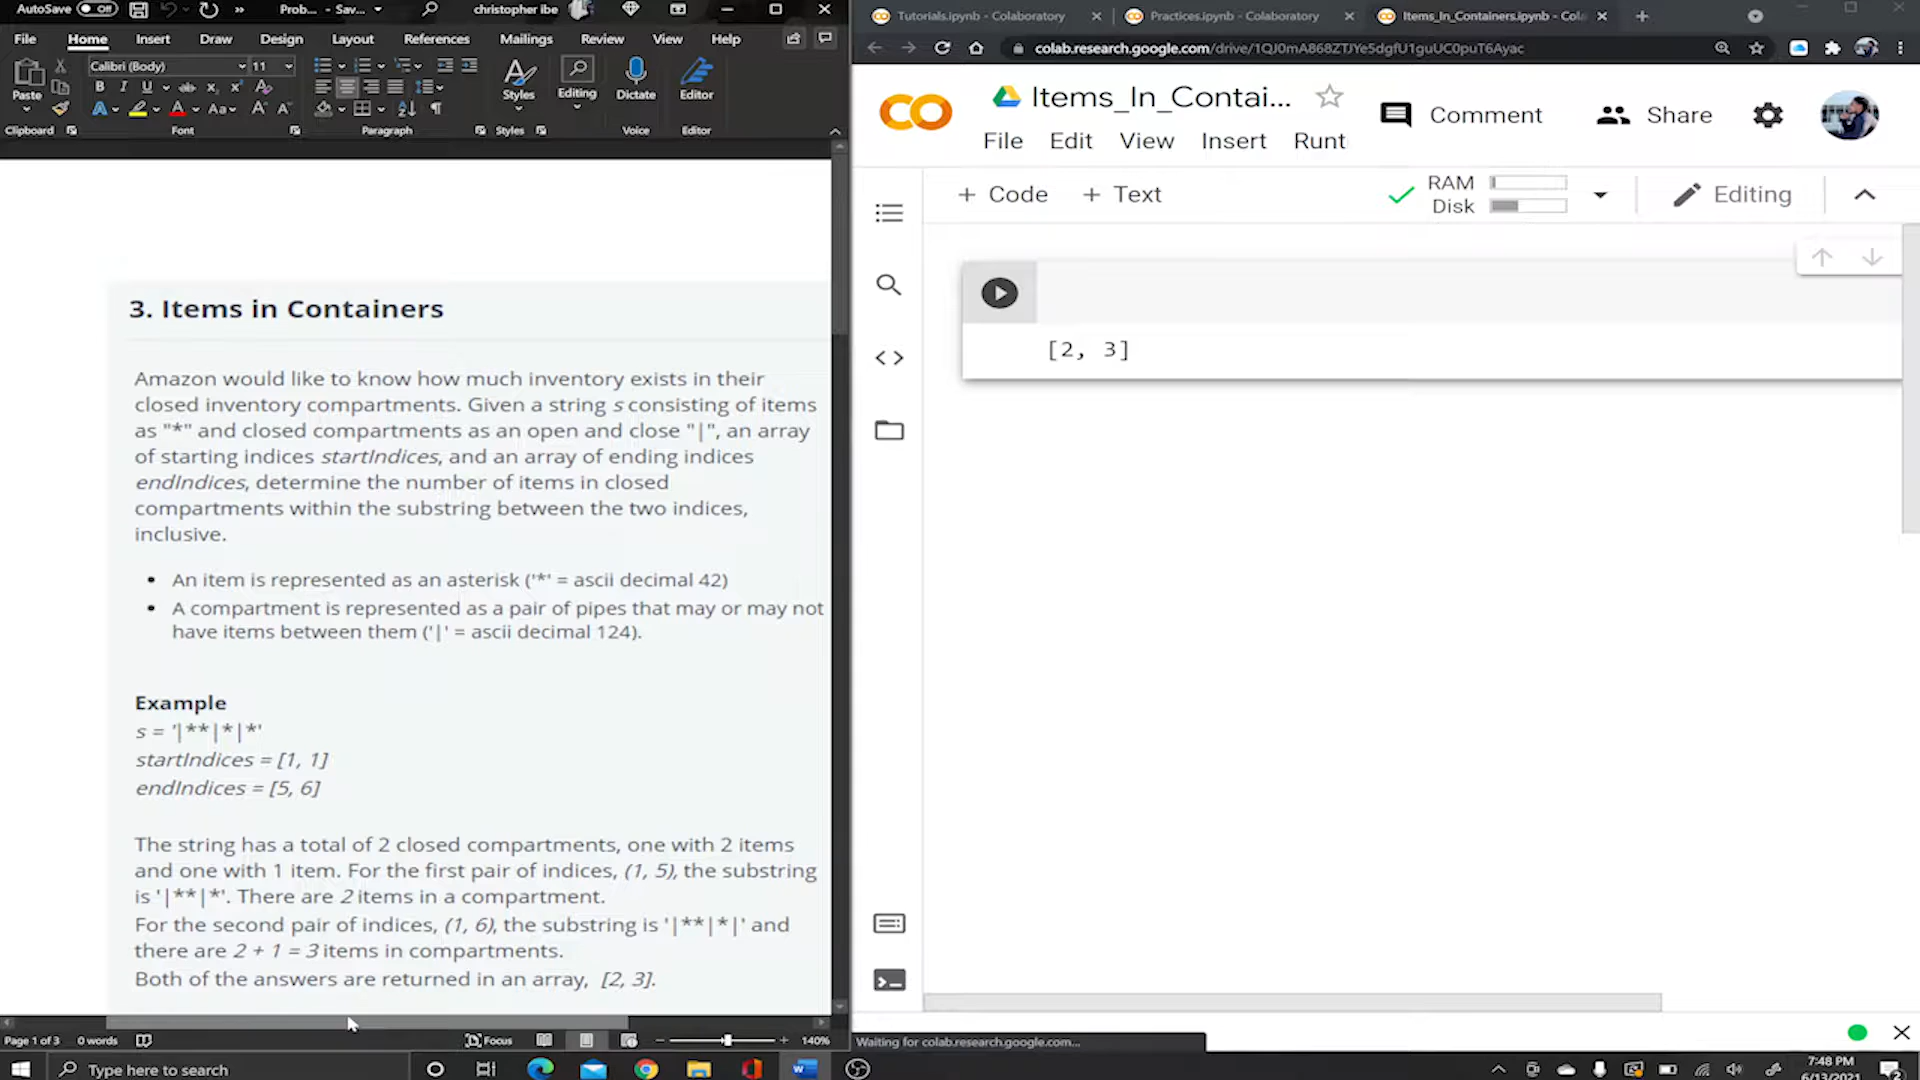 AutoSave Off Prob... - Sav... christopher ibe
File Home Insert Draw Design Layout References Mailings Review View Help
Calibri (Body) 11
Paste Styles Editing Dictate Editor
Clipboard Font Paragraph Styles Voice Editor
3. Items in Containers
Amazon would like to know how much inventory exists in their
closed inventory compartments. Given a string s consisting of items
as "*" and closed compartments as an open and close "|", an array
of starting indices startIndices, and an array of ending indices
endIndices, determine the number of items in closed
compartments within the substring between the two indices,
inclusive.
• An item is represented as an asterisk ('*' = ascii decimal 42)
• A compartment is represented as a pair of pipes that may or may not
have items between them ('|' = ascii decimal 124).
Example
s = '|**|*|*'
startIndices = [1, 1]
endIndices = [5, 6]
The string has a total of 2 closed compartments, one with 2 items
and one with 1 item. For the first pair of indices, (1, 5), the substring
is '|**|*'. There are 2 items in a compartment.
For the second pair of indices, (1, 6), the substring is '|**|*|' and
there are 2 + 1 = 3 items in compartments.
Both of the answers are returned in an array, [2, 3].
Page 1 of 3 0 words Focus 140%
Type here to search
Tutorials.ipynb - Colaboratory Practices.ipynb - Colaboratory Items_In_Containers.ipynb - Cola
colab.research.google.com/drive/1QJ0mA868ZTJYe5dgfU1guUC0puT6Ayac
CO Items_In_Contai... Comment Share
File Edit View Insert Runt
+ Code + Text RAM Disk Editing
[2, 3]
Waiting for colab.research.google.com...
7:48 PM
6/13/2021
2